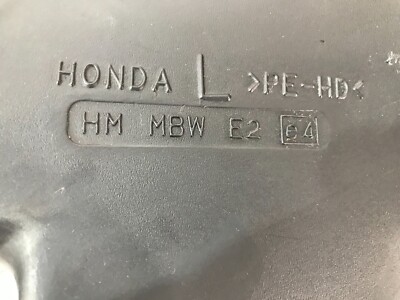 HONDA L >PE-HD<
HM MBW E2 e4